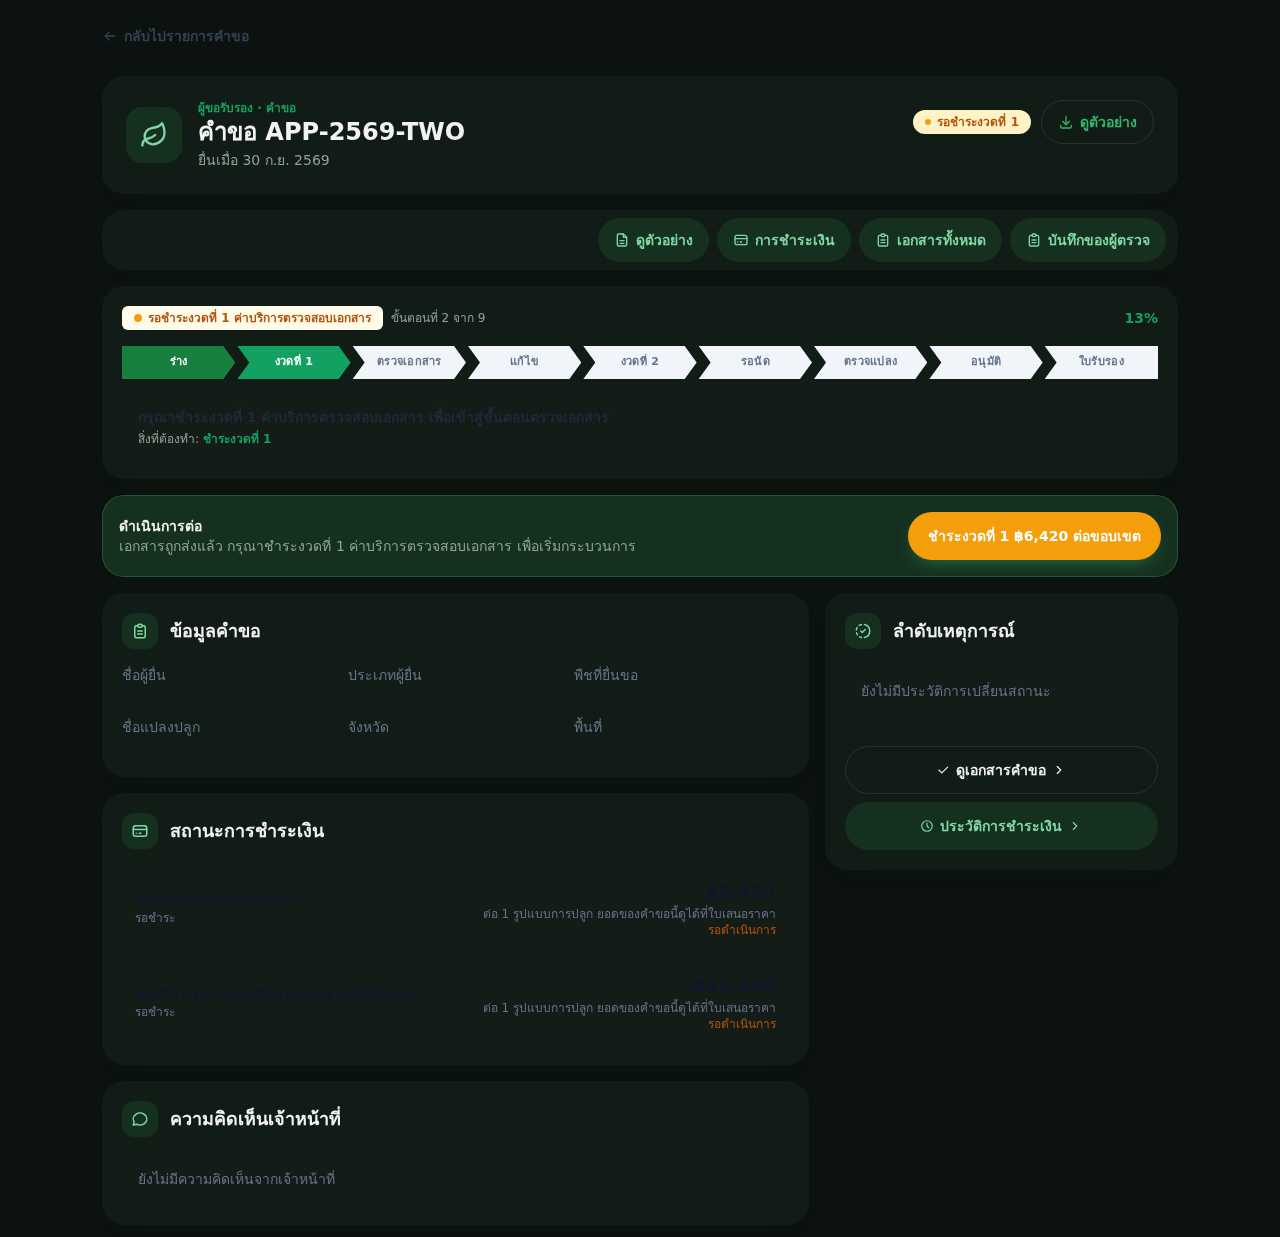 กลับไปรายการคำขอ
ผู้ขอรับรอง · คำขอ
คำขอ APP-2569-TWO
ยื่นเมื่อ 30 ก.ย. 2569
รอชำระงวดที่ 1
ดูตัวอย่าง
ดูตัวอย่าง
การชำระเงิน
เอกสารทั้งหมด
บันทึกของผู้ตรวจ
รอชำระงวดที่ 1 ค่าบริการตรวจสอบเอกสาร
ขั้นตอนที่ 2 จาก 9
13%
ร่าง
งวดที่ 1
ตรวจเอกสาร
แก้ไข
งวดที่ 2
รอนัด
ตรวจแปลง
อนุมัติ
ใบรับรอง
กรุณาชำระงวดที่ 1 ค่าบริการตรวจสอบเอกสาร เพื่อเข้าสู่ขั้นตอนตรวจเอกสาร
สิ่งที่ต้องทำ: ชำระงวดที่ 1
ดำเนินการต่อ
เอกสารถูกส่งแล้ว กรุณาชำระงวดที่ 1 ค่าบริการตรวจสอบเอกสาร เพื่อเริ่มกระบวนการ
ชำระงวดที่ 1 ฿6,420 ต่อขอบเขต
ข้อมูลคำขอ
ชื่อผู้ยื่น
ประเภทผู้ยื่น
พืชที่ยื่นขอ
ชื่อแปลงปลูก
จังหวัด
พื้นที่
ลำดับเหตุการณ์
ยังไม่มีประวัติการเปลี่ยนสถานะ
ดูเอกสารคำขอ
ประวัติการชำระเงิน
สถานะการชำระเงิน
รอชำระ
ต่อ 1 รูปแบบการปลูก ยอดของคำขอนี้ดูได้ที่ใบเสนอราคา
รอดำเนินการ
รอชำระ
ต่อ 1 รูปแบบการปลูก ยอดของคำขอนี้ดูได้ที่ใบเสนอราคา
รอดำเนินการ
ความคิดเห็นเจ้าหน้าที่
ยังไม่มีความคิดเห็นจากเจ้าหน้าที่